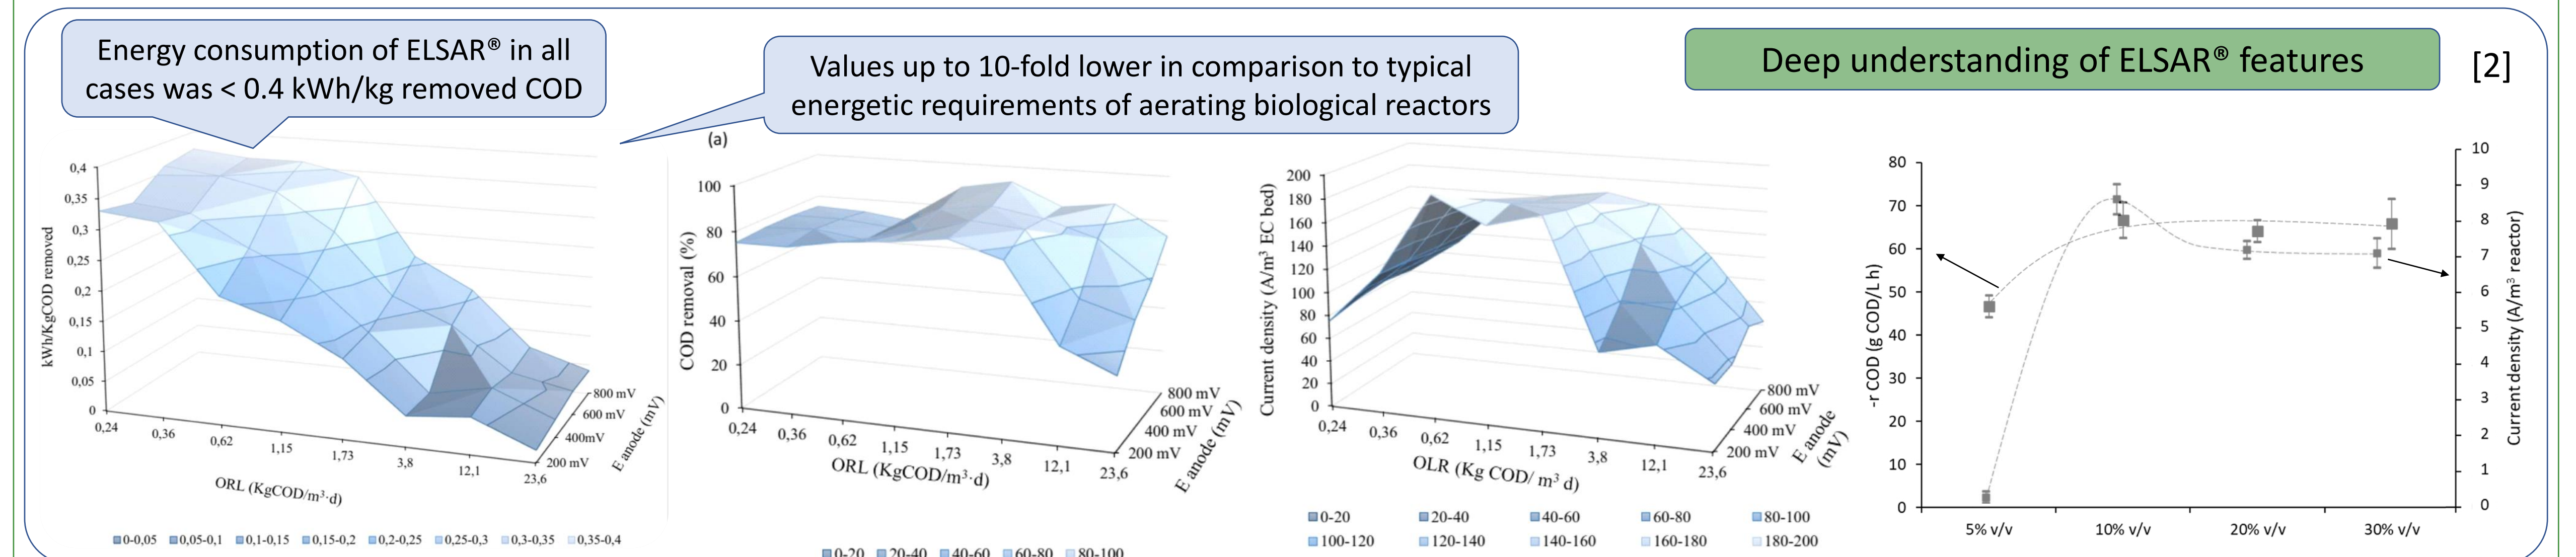 Energy consumption of ELSAR® in all
cases was < 0.4 kWh/kg removed COD
Values up to 10-fold lower in comparison to typical
energetic requirements of aerating biological reactors
Deep understanding of ELSAR® features
[2]
kWh/KgCOD removed
0,4
0,35
0,3
0,25
0,2
0,15
0,1
0,05
0
0,24
0,36
0,62
1,15
1,73
3,8
12,1
23,6
ORL (KgCOD/m³·d)
800 mV
600 mV
400mV
200 mV
E anode (mV)
0-0,05 0,05-0,1 0,1-0,15 0,15-0,2 0,2-0,25 0,25-0,3 0,3-0,35 0,35-0,4
(a)
COD removal (%)
100
80
60
40
20
0
0,24
0,36
0,62
1,15
1,73
3,8
12,1
23,6
ORL (KgCOD/m³·d)
800 mV
600 mV
400 mV
200 mV
E anode (mV)
0-20 20-40 40-60 60-80 80-100
Current density (A/m³ EC bed)
200
180
160
140
120
100
80
60
40
20
0
0,24
0,36
0,62
1,15
1,73
3,8
12,1
23,6
OLR (Kg COD/ m³ d)
800 mV
600 mV
400 mV
200 mV
E anode
(mV)
0-20 20-40 40-60 60-80 80-100
100-120 120-140 140-160 160-180 180-200
-r COD (g COD/L h)
80
70
60
50
40
30
20
10
0
5% v/v 10% v/v 20% v/v 30% v/v
10
9
8
7
6
5
4
3
2
1
0
Current density (A/m³ reactor)